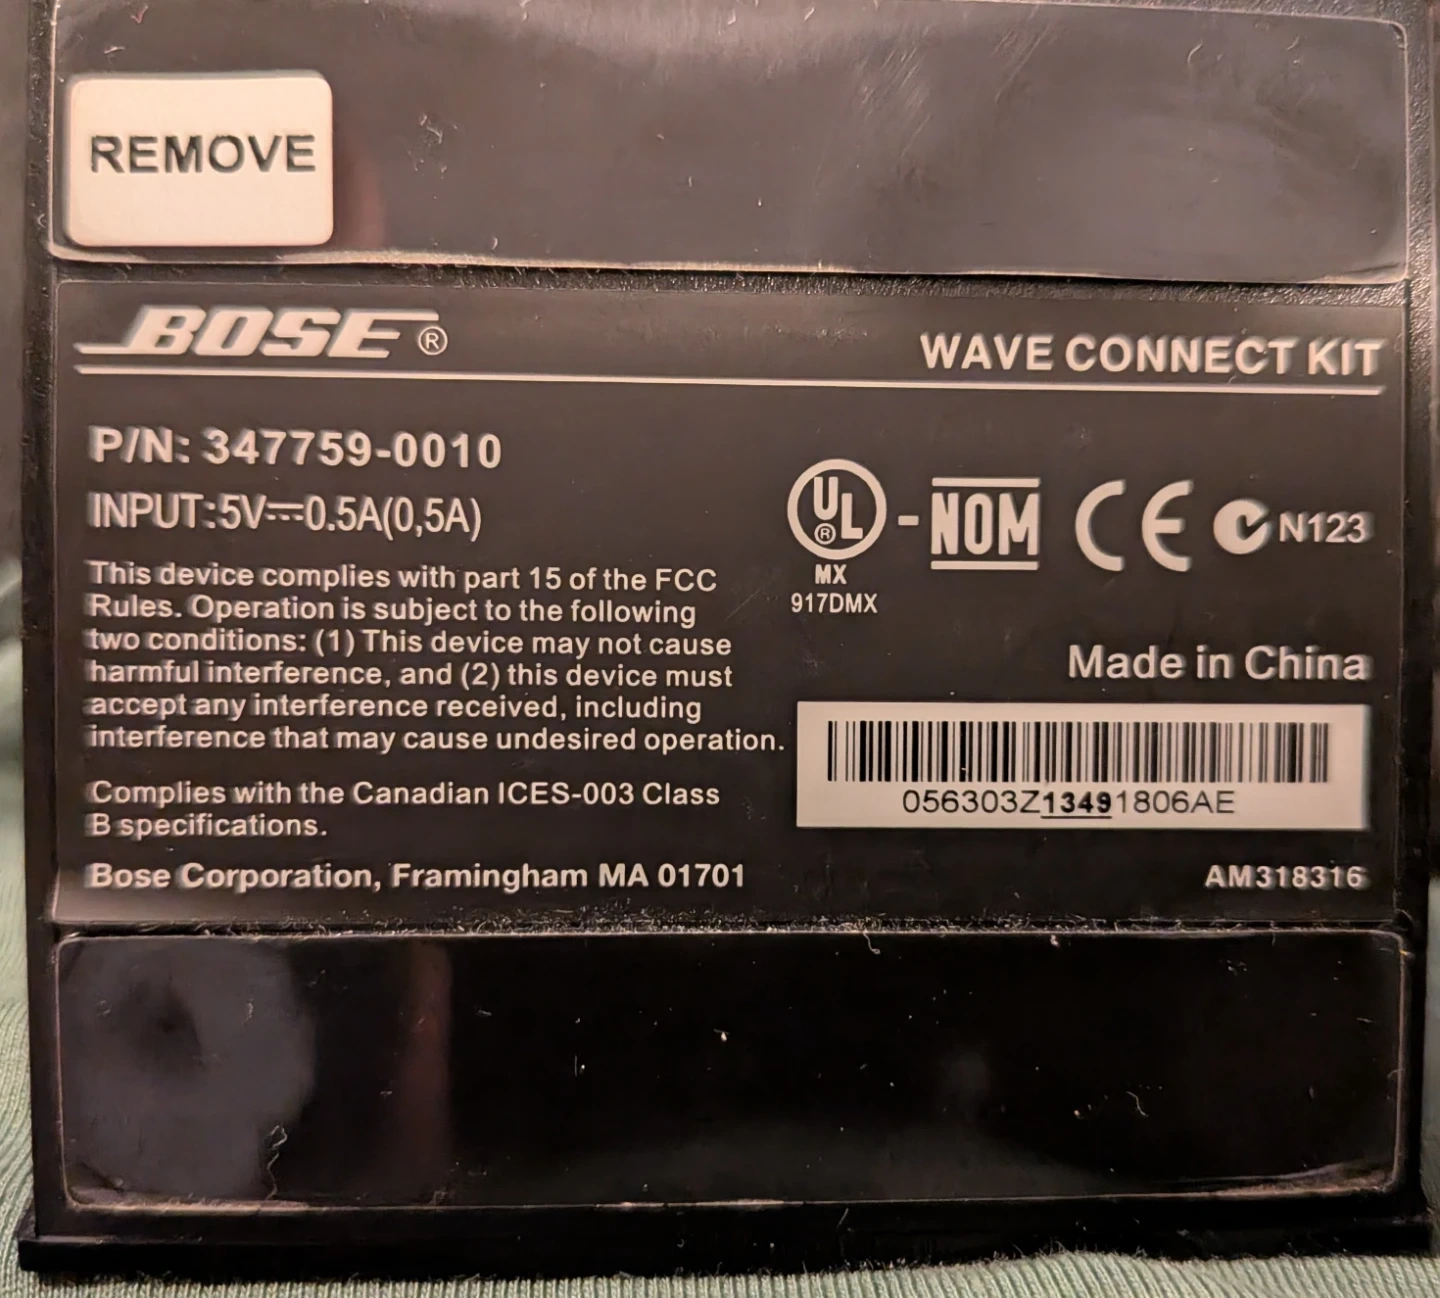 REMOVE
BOSE®
WAVE CONNECT KIT
P/N: 347759-0010
INPUT:5V⎓0.5A(0,5A)
This device complies with part 15 of the FCC
Rules. Operation is subject to the following
two conditions: (1) This device may not cause
harmful interference, and (2) this device must
accept any interference received, including
interference that may cause undesired operation.
Complies with the Canadian ICES-003 Class
B specifications.
Bose Corporation, Framingham MA 01701
UL® - NOM CE N123
MX
917DMX
Made in China
056303Z13491806AE
AM318316